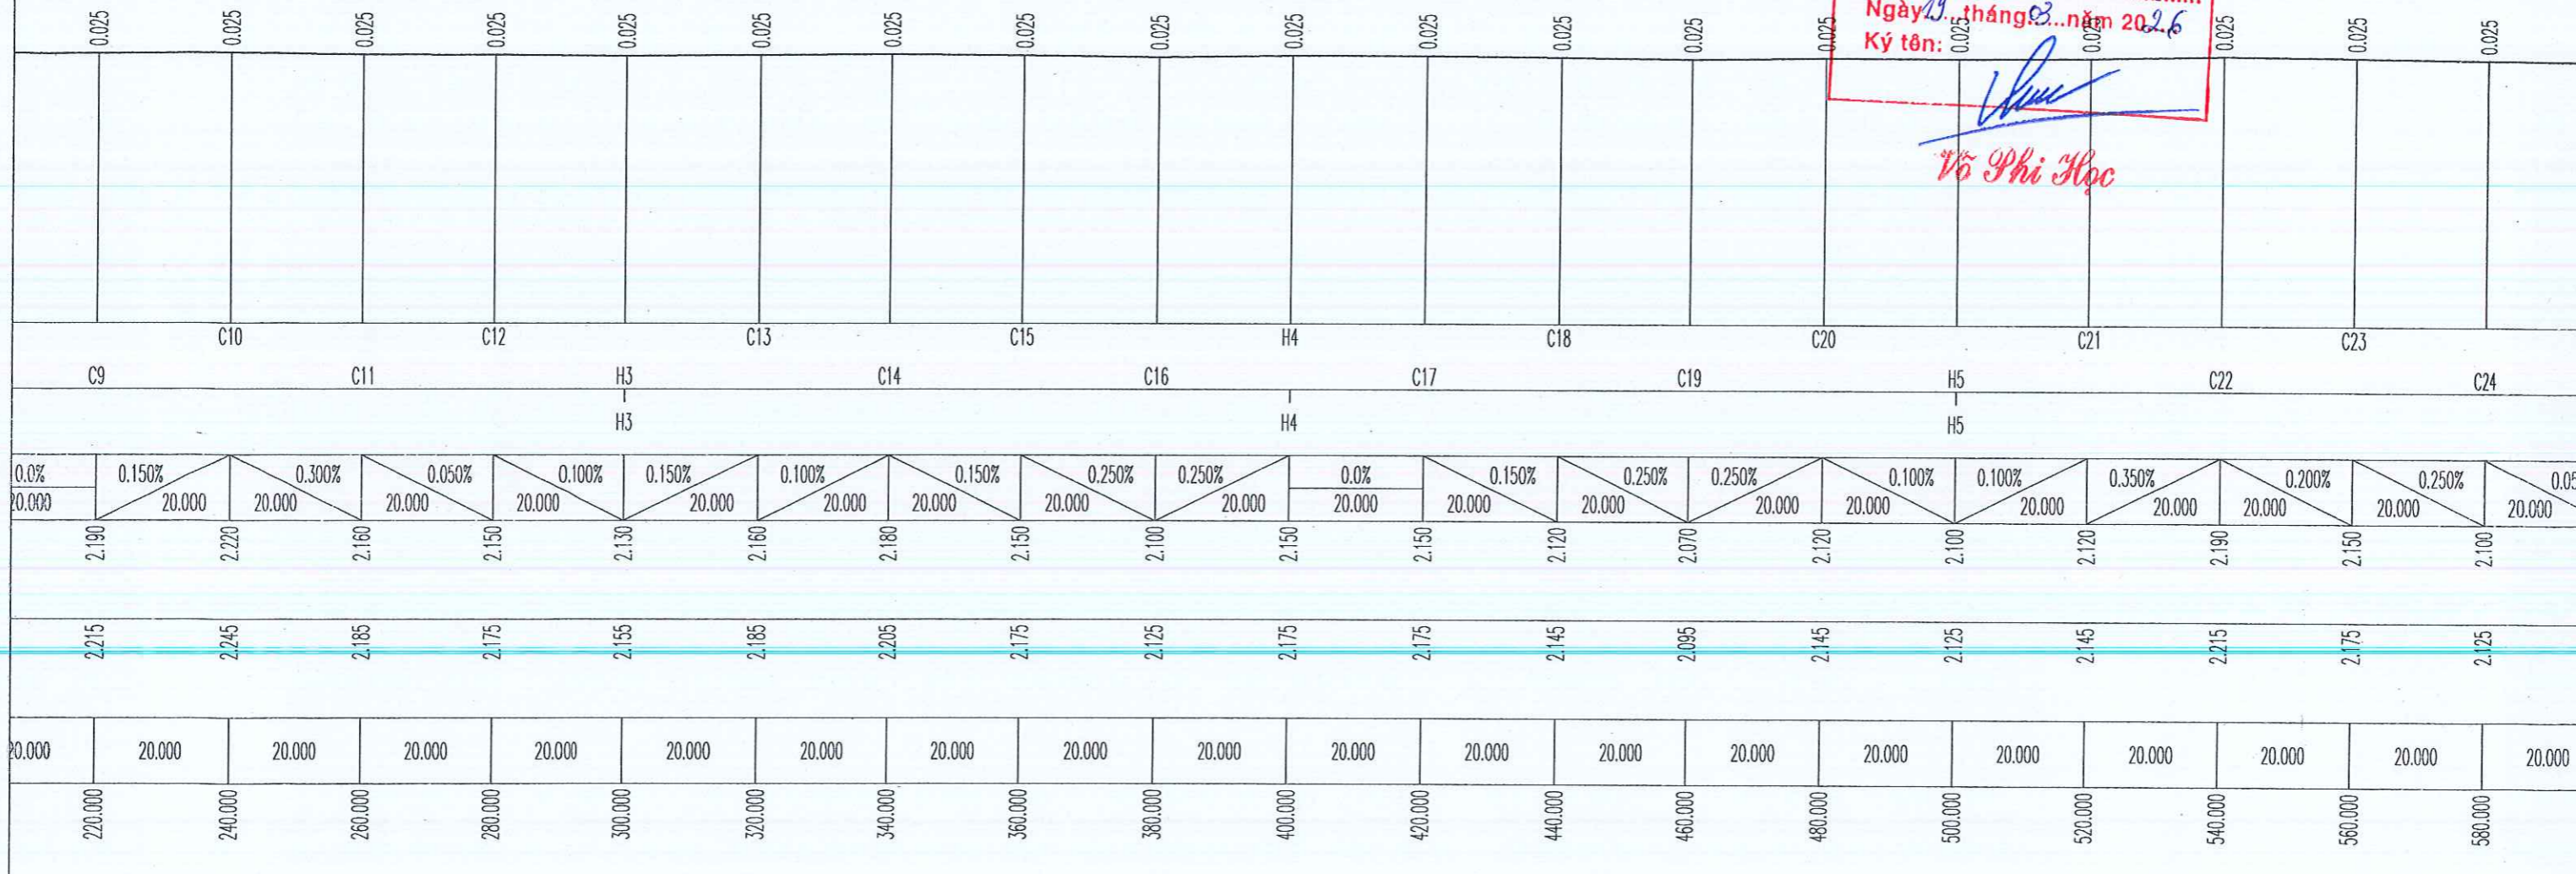 0.025 0.025 0.025 0.025 0.025 0.025 0.025 0.025 0.025 0.025 0.025 0.025 0.025 0.025 0.025 0.025 0.025 0.025 0.025
Ngày 19 tháng 03 năm 2026
Ký tên:
Võ Phi Học
C10 C12 C13 C15 H4 C18 C20 C21 C23
C9 C11 H3 C14 C16 C17 C19 H5 C22 C24
H3 H4 H5
0.0% 0.150% 0.300% 0.050% 0.100% 0.150% 0.100% 0.150% 0.250% 0.250% 0.0% 0.150% 0.250% 0.250% 0.100% 0.100% 0.350% 0.200% 0.250% 0.05
20.000 20.000 20.000 20.000 20.000 20.000 20.000 20.000 20.000 20.000 20.000 20.000 20.000 20.000 20.000 20.000 20.000 20.000 20.000 20.000
2.190 2.220 2.160 2.150 2.130 2.160 2.180 2.150 2.100 2.150 2.150 2.120 2.070 2.120 2.100 2.120 2.190 2.150 2.100
2.215 2.245 2.185 2.175 2.155 2.185 2.205 2.175 2.125 2.175 2.175 2.145 2.095 2.145 2.125 2.145 2.215 2.175 2.125
20.000 20.000 20.000 20.000 20.000 20.000 20.000 20.000 20.000 20.000 20.000 20.000 20.000 20.000 20.000 20.000 20.000 20.000 20.000 20.000
220.000 240.000 260.000 280.000 300.000 320.000 340.000 360.000 380.000 400.000 420.000 440.000 460.000 480.000 500.000 520.000 540.000 560.000 580.000